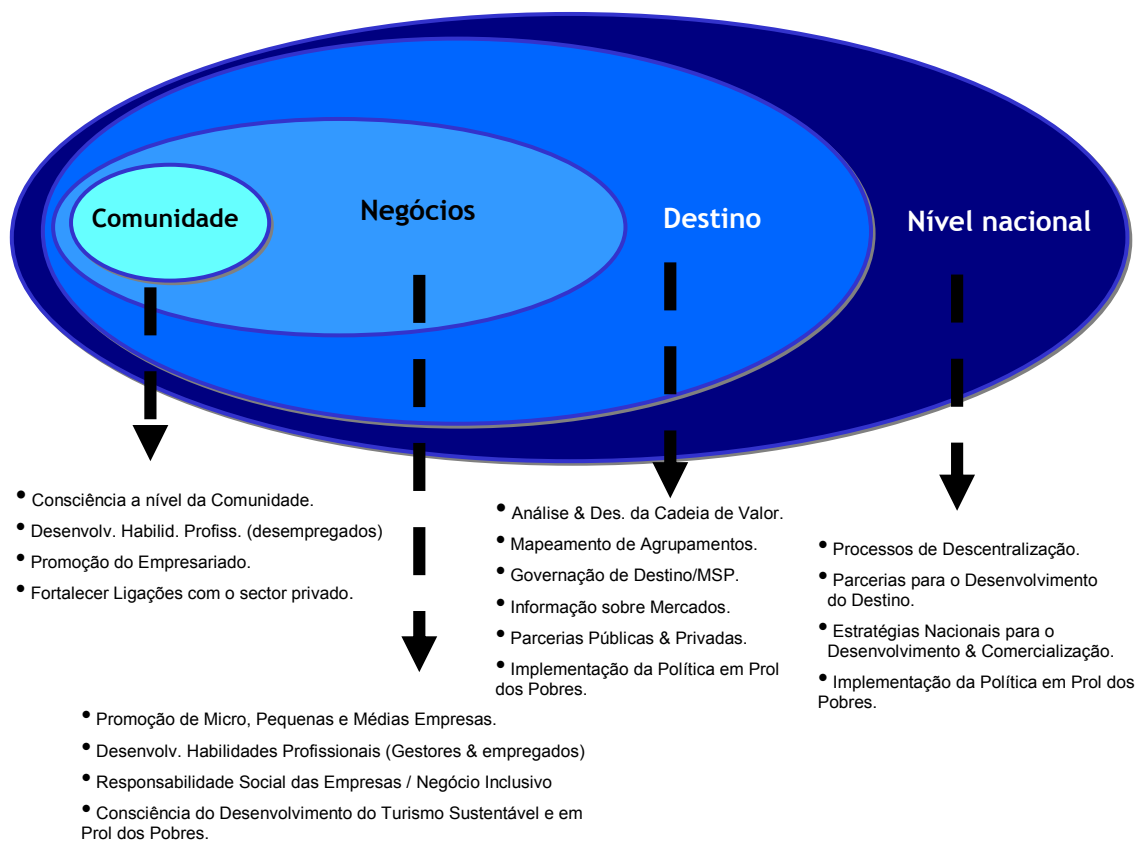 Comunidade
Negócios
Destino
Nível nacional
• Consciência a nível da Comunidade.
• Desenvolv. Habilid. Profiss. (desempregados)
• Promoção do Empresariado.
• Fortalecer Ligações com o sector privado.
• Promoção de Micro, Pequenas e Médias Empresas.
• Desenvolv. Habilidades Profissionais (Gestores & empregados)
• Responsabilidade Social das Empresas / Negócio Inclusivo
• Consciência do Desenvolvimento do Turismo Sustentável e em
Prol dos Pobres.
• Análise & Des. da Cadeia de Valor.
• Mapeamento de Agrupamentos.
• Governação de Destino/MSP.
• Informação sobre Mercados.
• Parcerias Públicas & Privadas.
• Implementação da Política em Prol
dos Pobres.
• Processos de Descentralização.
• Parcerias para o Desenvolvimento
do Destino.
• Estratégias Nacionais para o
Desenvolvimento & Comercialização.
• Implementação da Política em Prol dos
Pobres.